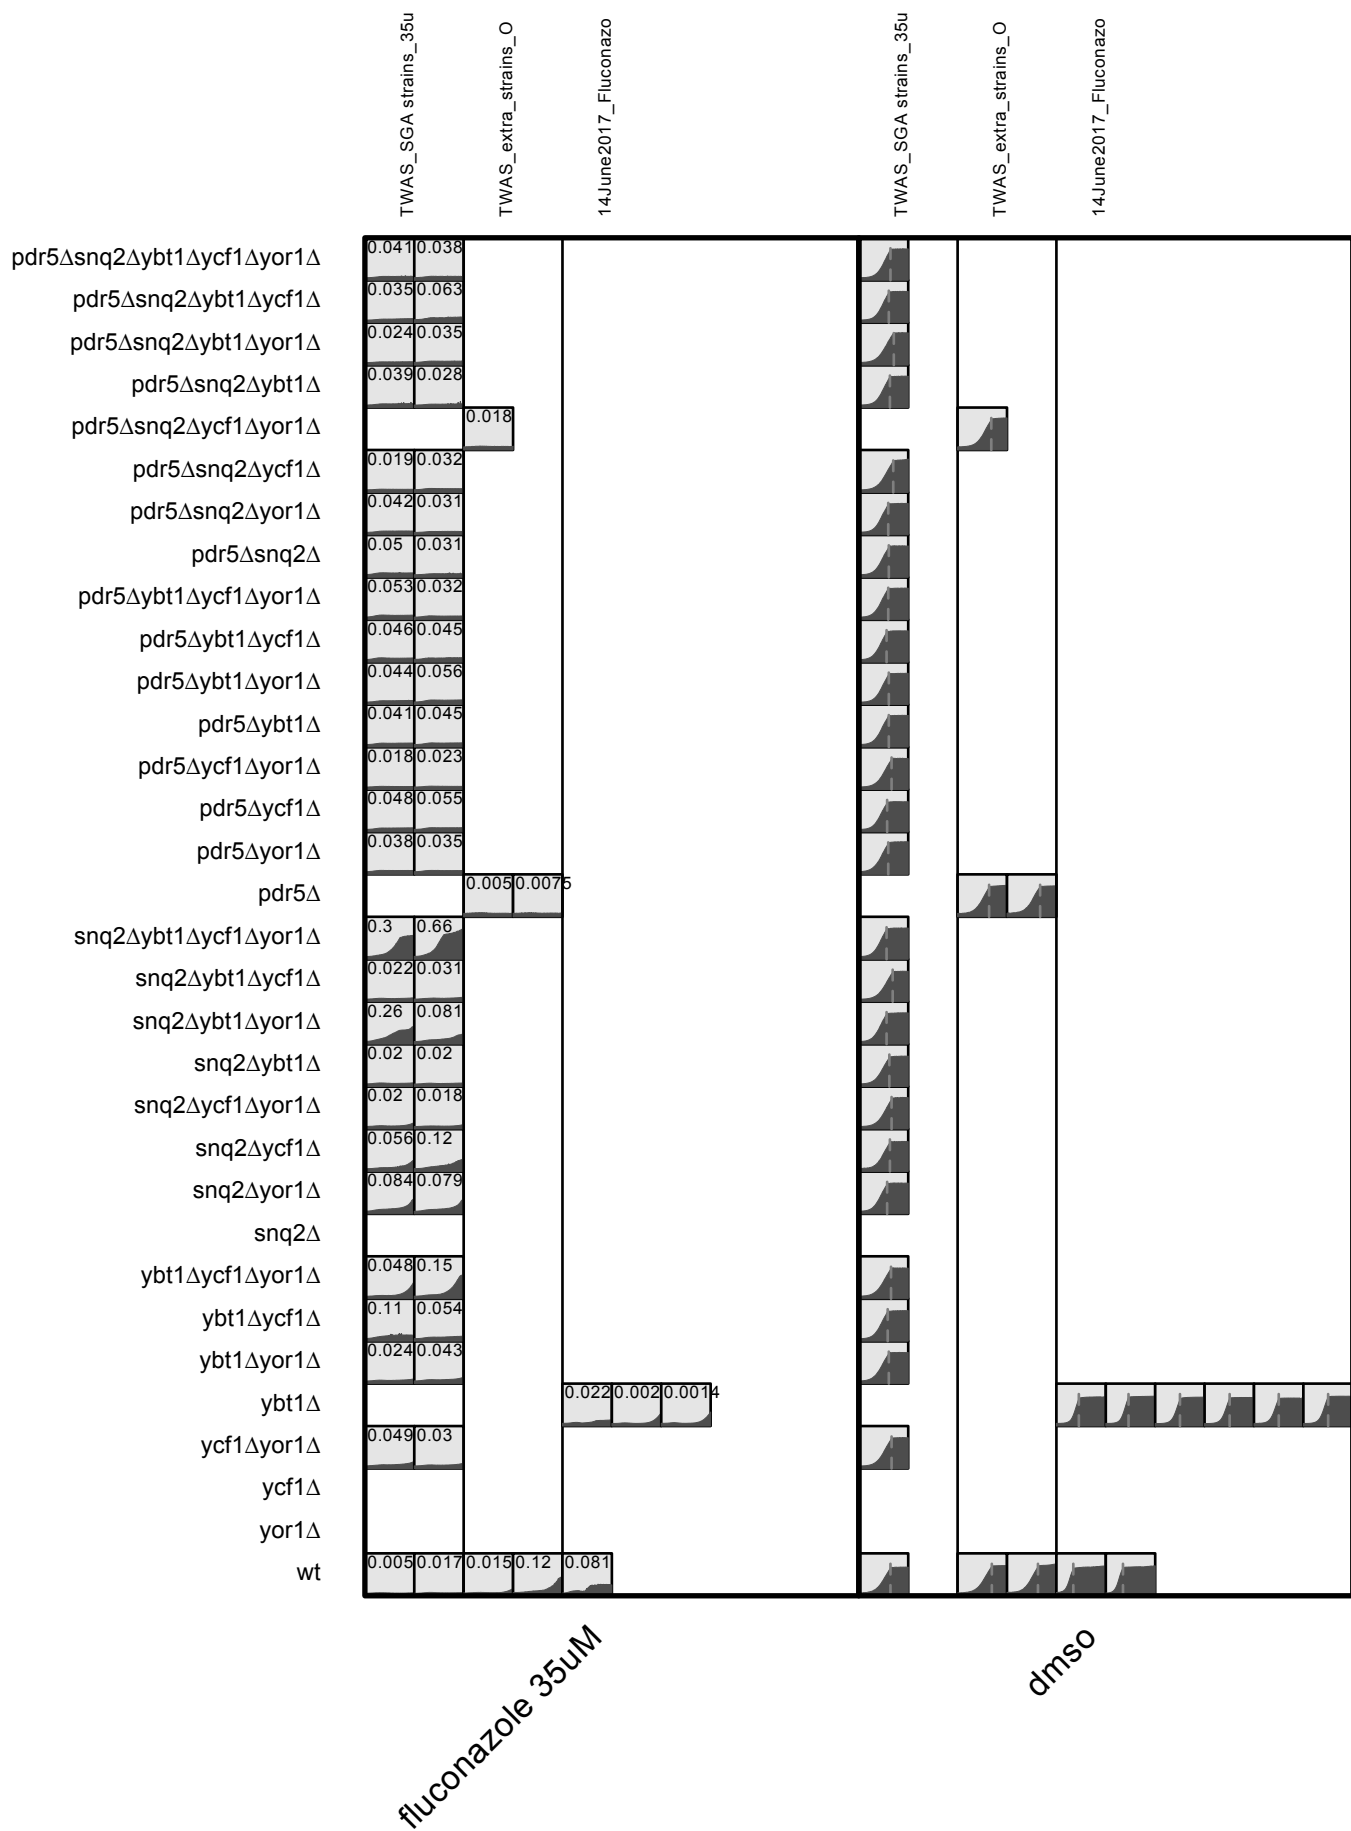 TWAS_SGA strains_35u TWAS_extra_strains_O 14June2017_Fluconazo TWAS_SGA strains_35u TWAS_extra_strains_O 14June2017_Fluconazo
pdr5Δsnq2Δybt1Δycf1Δyor1Δ 0.041 0.038
pdr5Δsnq2Δybt1Δycf1Δ 0.035 0.063
pdr5Δsnq2Δybt1Δyor1Δ 0.024 0.035
pdr5Δsnq2Δybt1Δ 0.039 0.028
pdr5Δsnq2Δycf1Δyor1Δ 0.018
pdr5Δsnq2Δycf1Δ 0.019 0.032
pdr5Δsnq2Δyor1Δ 0.042 0.031
pdr5Δsnq2Δ 0.05 0.031
pdr5Δybt1Δycf1Δyor1Δ 0.053 0.032
pdr5Δybt1Δycf1Δ 0.046 0.045
pdr5Δybt1Δyor1Δ 0.044 0.056
pdr5Δybt1Δ 0.041 0.045
pdr5Δycf1Δyor1Δ 0.018 0.023
pdr5Δycf1Δ 0.048 0.055
pdr5Δyor1Δ 0.038 0.035
pdr5Δ 0.005 0.0075
snq2Δybt1Δycf1Δyor1Δ 0.3 0.66
snq2Δybt1Δycf1Δ 0.022 0.031
snq2Δybt1Δyor1Δ 0.26 0.081
snq2Δybt1Δ 0.02 0.02
snq2Δycf1Δyor1Δ 0.02 0.018
snq2Δycf1Δ 0.056 0.12
snq2Δyor1Δ 0.084 0.079
snq2Δ
ybt1Δycf1Δyor1Δ 0.048 0.15
ybt1Δycf1Δ 0.11 0.054
ybt1Δyor1Δ 0.024 0.043
ybt1Δ 0.022 0.002 0.0014
ycf1Δyor1Δ 0.049 0.03
ycf1Δ
yor1Δ
wt 0.005 0.017 0.015 0.12 0.081
fluconazole 35uM dmso